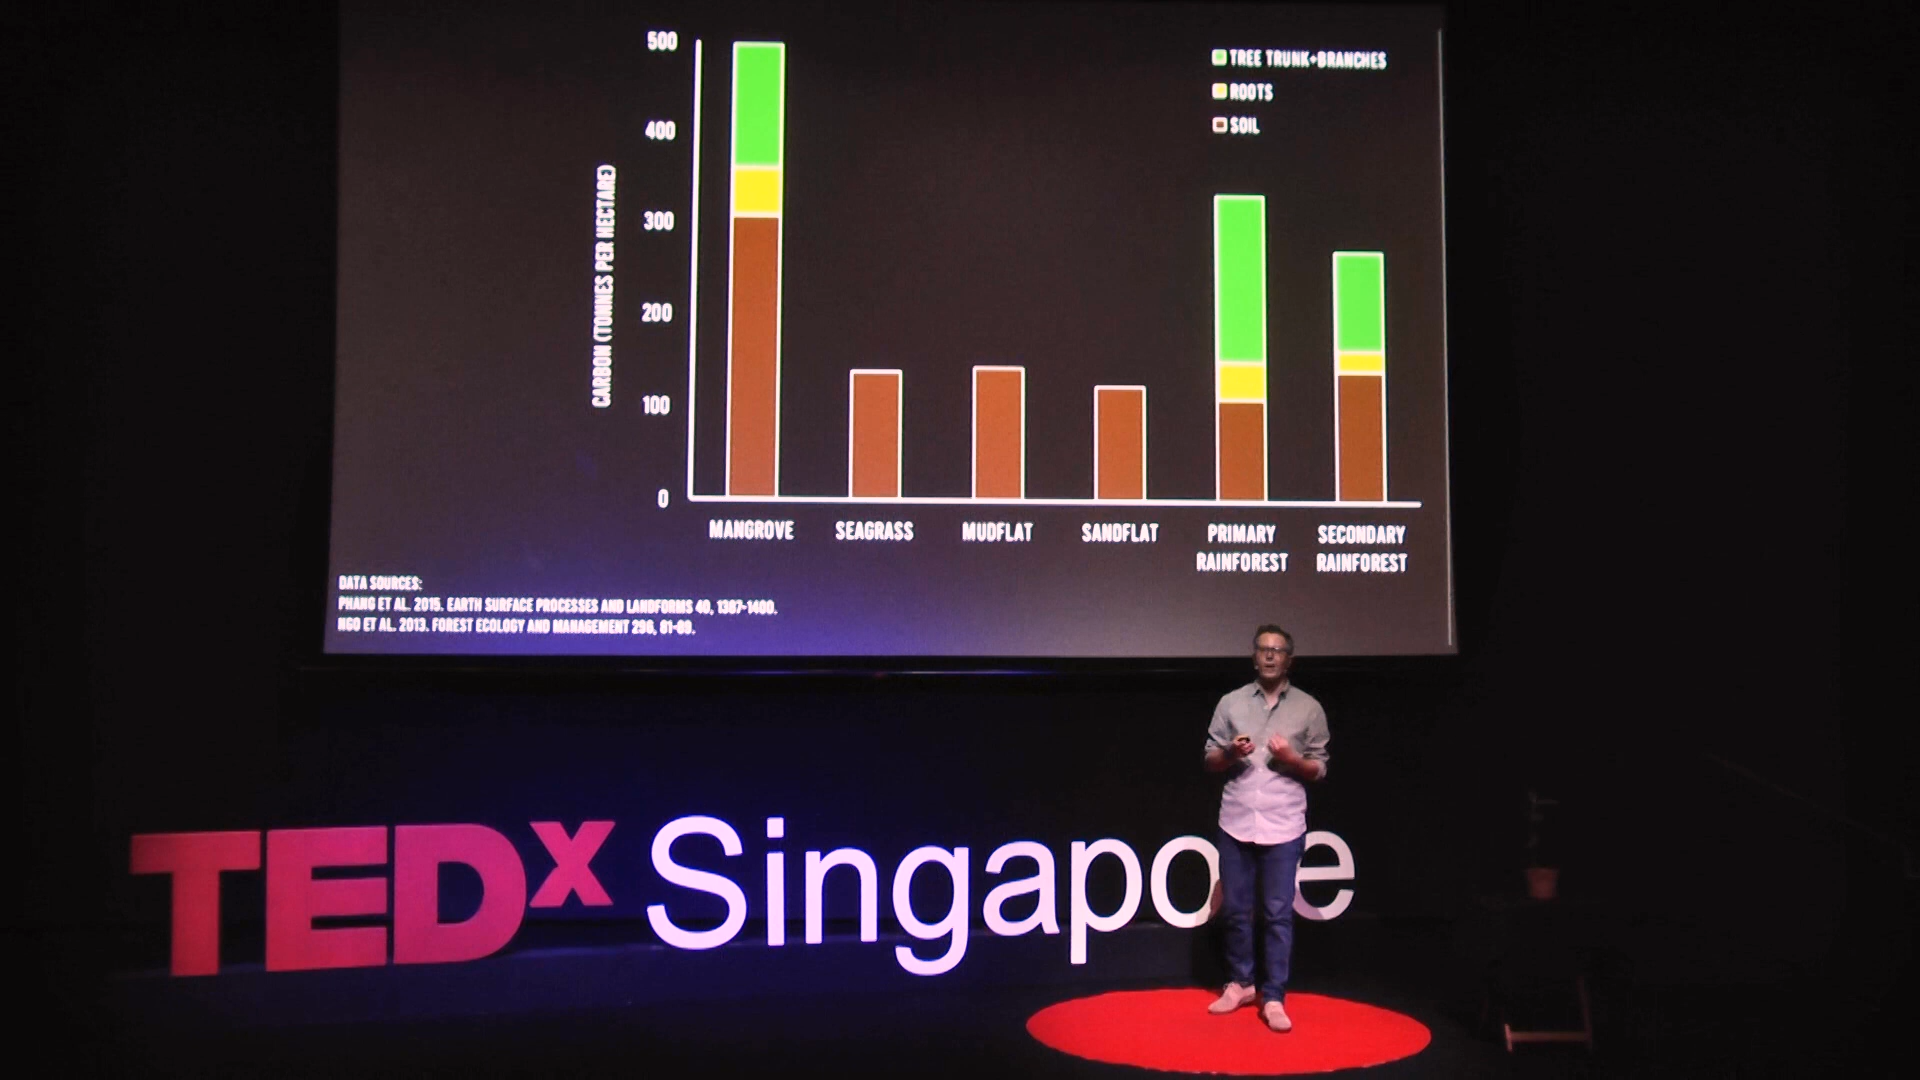 500
400
300
200
100
0
CARBON (TONNES PER HECTARE)
TREE TRUNK+BRANCHES
ROOTS
SOIL
MANGROVE
SEAGRASS
MUDFLAT
SANDFLAT
PRIMARY
RAINFOREST
SECONDARY
RAINFOREST
DATA SOURCES:
PHANG ET AL. 2015. EARTH SURFACE PROCESSES AND LANDFORMS 40, 1387-1400.
NGO ET AL. 2013. FOREST ECOLOGY AND MANAGEMENT 296, 81-89.
TEDx Singapore